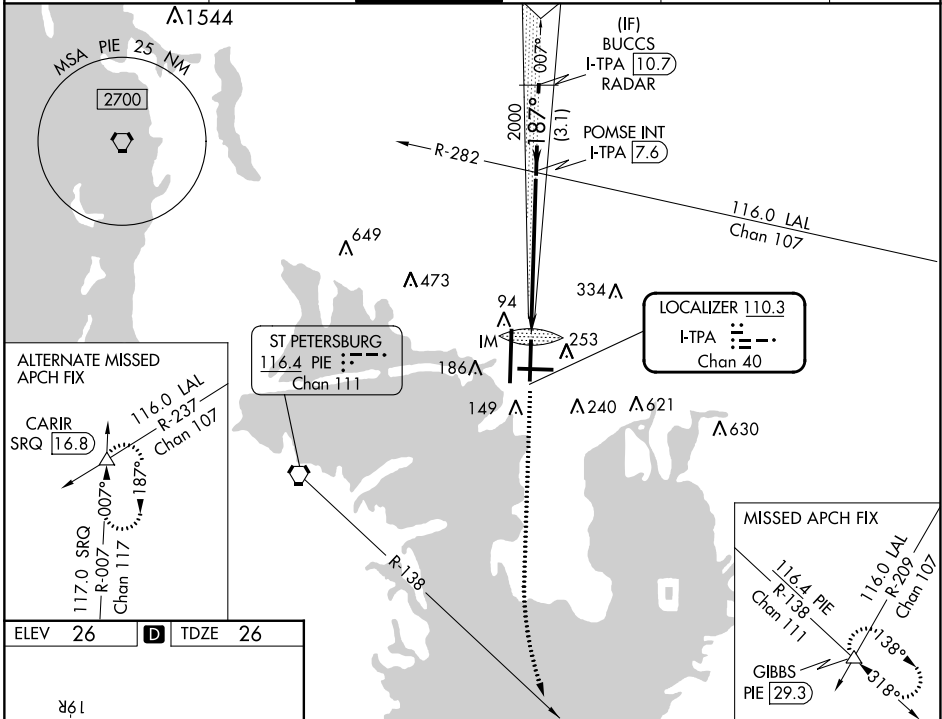 1544
MSA PIE 25 NM
2700
(IF)
BUCCS
I-TPA 10.7
RADAR
007°
2000
187°
(3.1)
POMSE INT
I-TPA 7.6
R-282
116.0 LAL
Chan 107
649
473
94
334
IM
253
186
149
240
621
630
LOCALIZER 110.3
I-TPA
Chan 40
ST PETERSBURG
116.4 PIE
Chan 111
R-138
ALTERNATE MISSED
APCH FIX
CARIR
SRQ 16.8
116.0 LAL
R-237
Chan 107
007°
187°
117.0 SRQ
R-007
Chan 117
MISSED APCH FIX
116.4 PIE
R-138
Chan 111
116.0 LAL
R-209
Chan 107
138°
318°
GIBBS
PIE 29.3
ELEV 26 D TDZE 26
19R